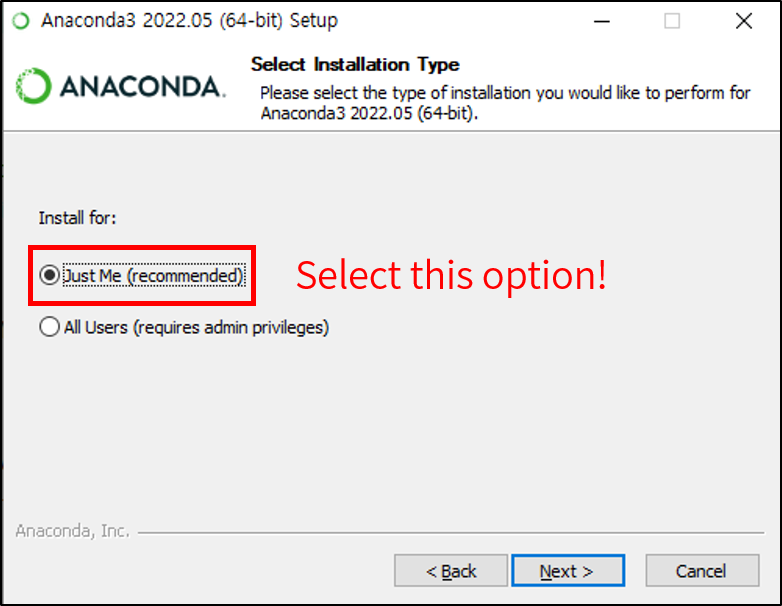 Anaconda3 2022.05 (64-bit) Setup
ANACONDA.
Select Installation Type
Please select the type of installation you would like to perform for
Anaconda3 2022.05 (64-bit).
Install for:
Just Me (recommended)
Select this option!
All Users (requires admin privileges)
Anaconda, Inc.
< Back
Next >
Cancel